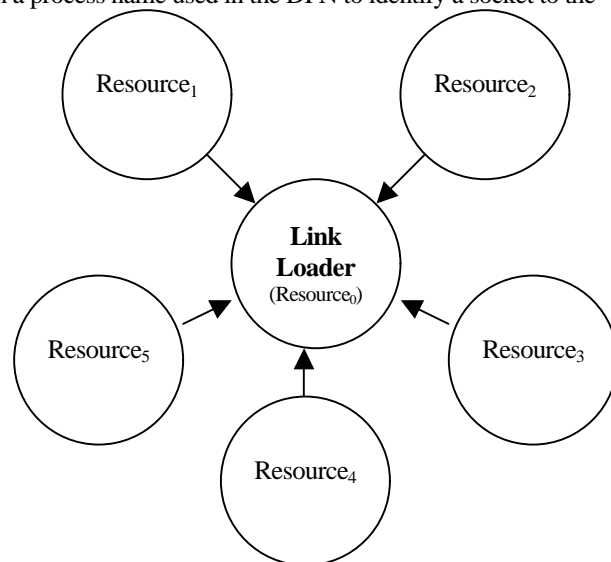 a process name used in the DPN to identify a socket to the
Resource₁
Resource₂
Link
Loader
(Resource₀)
Resource₅
Resource₃
Resource₄